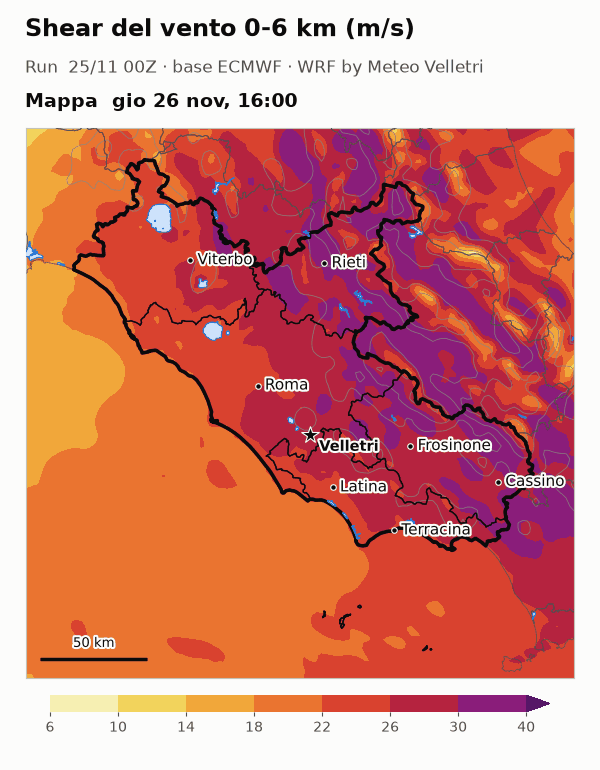 Shear del vento 0-6 km (m/s)
Run  25/11 00Z · base ECMWF · WRF by Meteo Velletri
Mappa  gio 26 nov, 16:00
Viterbo
Rieti
Roma
Velletri
Frosinone
Cassino
Latina
Terracina
50 km
6 10 14 18 22 26 30 40